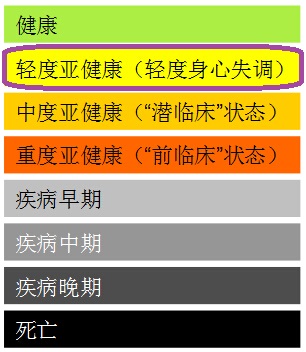 健康
轻度亚健康（轻度身心失调）
中度亚健康（“潜临床”状态）
重度亚健康（“前临床”状态）
疾病早期
疾病中期
疾病晚期
死亡